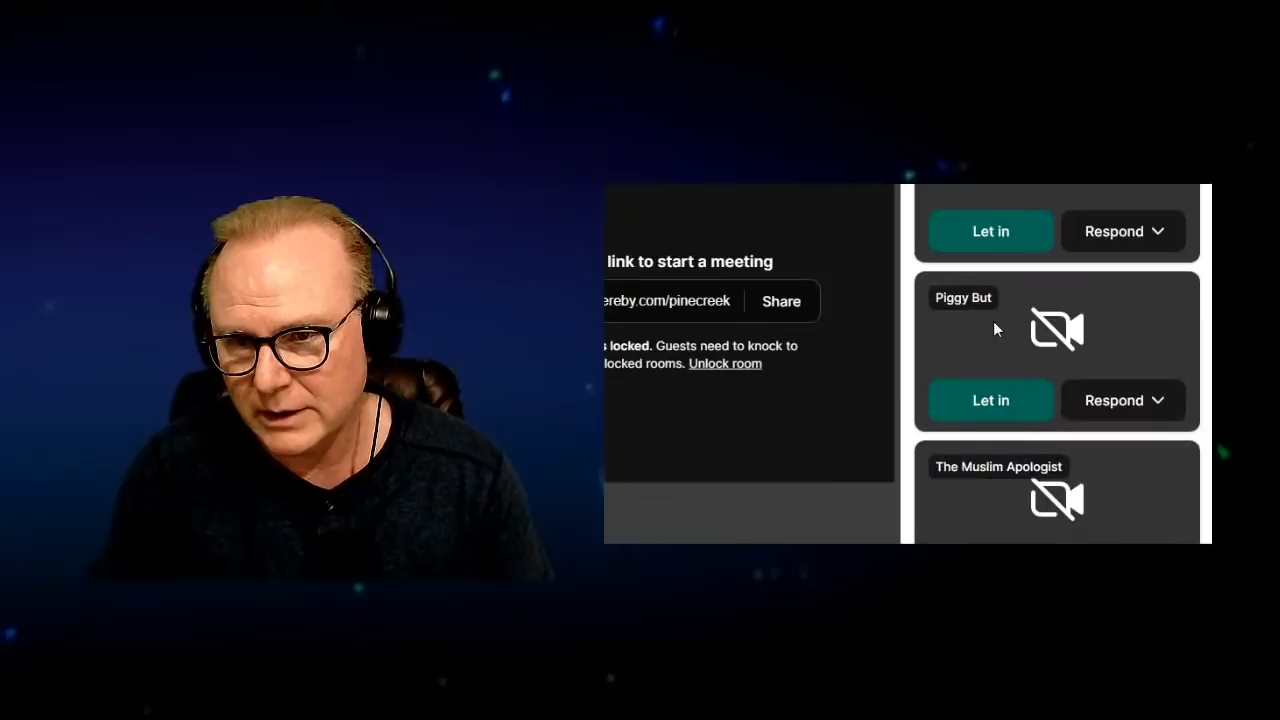 Let in
Respond
link to start a meeting
ereby.com/pinecreek
Share
s locked. Guests need to knock to
locked rooms. Unlock room
Piggy But
Let in
Respond
The Muslim Apologist